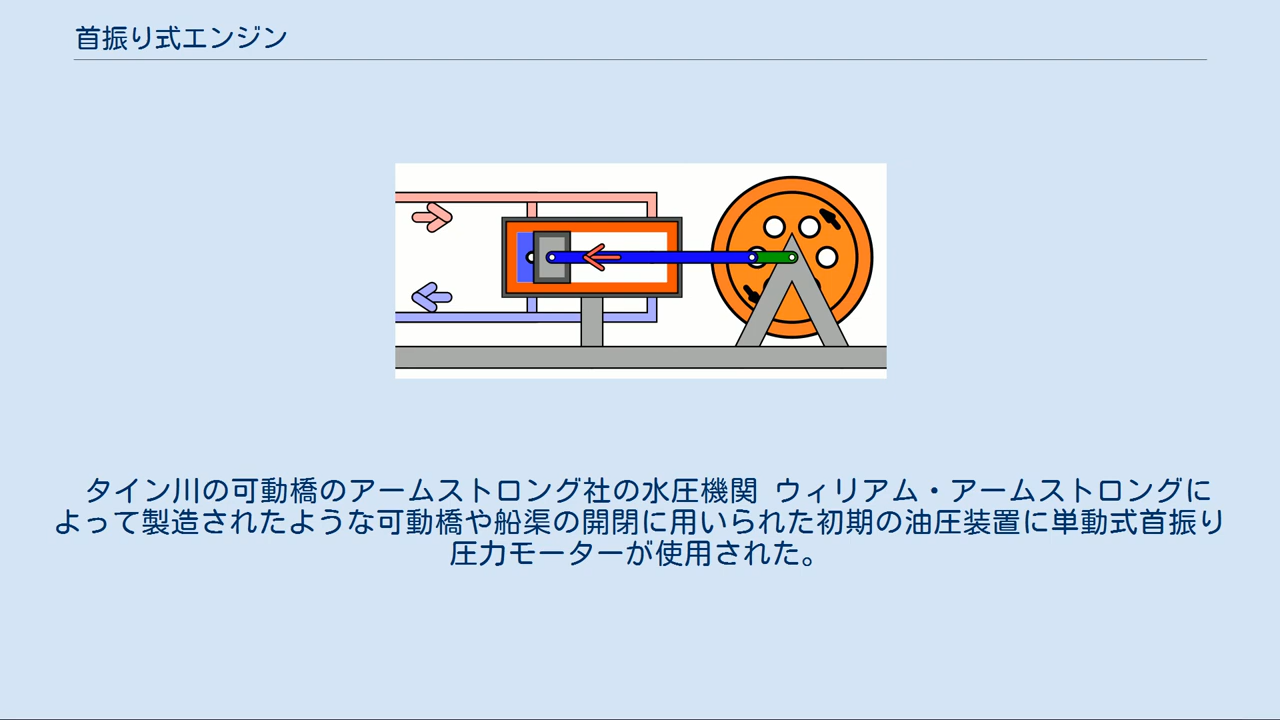 首振り式エンジン
タイン川の可動橋のアームストロング社の水圧機関 ウィリアム・アームストロングに
よって製造されたような可動橋や船渠の開閉に用いられた初期の油圧装置に単動式首振り
圧力モーターが使用された。